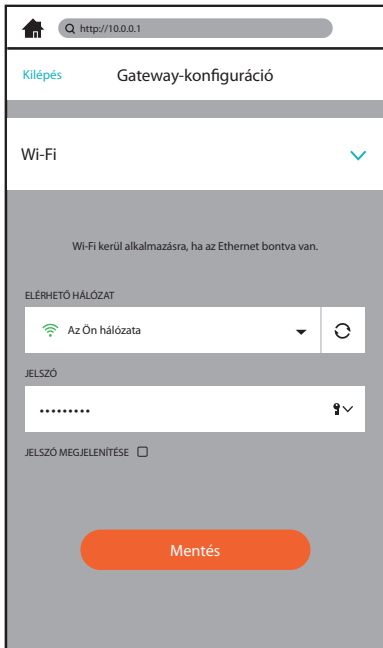 http://10.0.0.1
Kilépés Gateway-konfiguráció
Wi-Fi
Wi-Fi kerül alkalmazásra, ha az Ethernet bontva van.
ELÉRHETŐ HÁLÓZAT
Az Ön hálózata
JELSZÓ
•••••••••
JELSZÓ MEGJELENÍTÉSE
Mentés